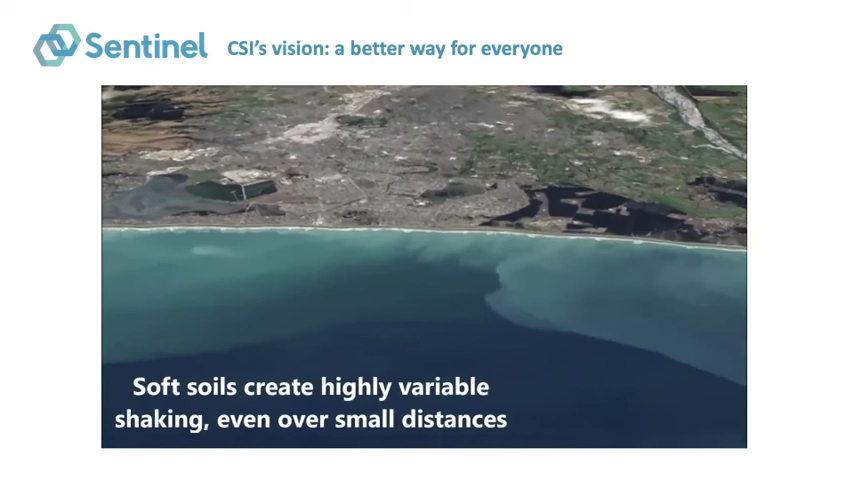 Sentinel
CSI's vision: a better way for everyone
Soft soils create highly variable
shaking, even over small distances